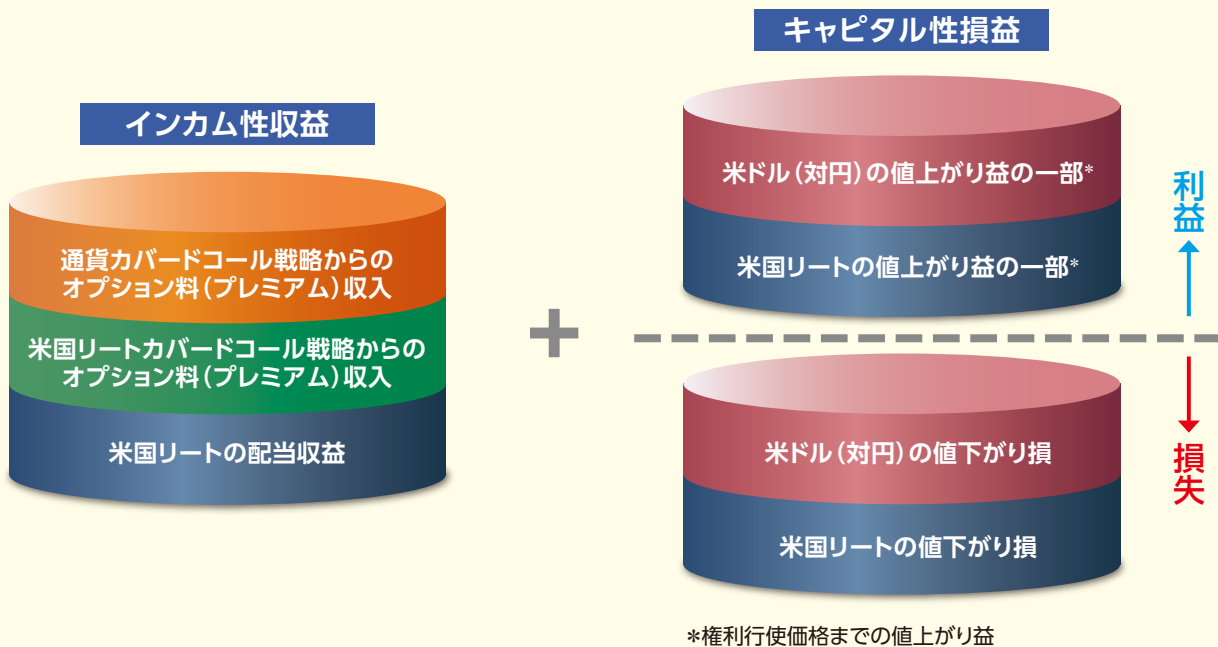 インカム性収益
通貨カバードコール戦略からの
オプション料(プレミアム)収入
米国リートカバードコール戦略からの
オプション料(プレミアム)収入
米国リートの配当収益
+
キャピタル性損益
米ドル(対円)の値上がり益の一部*
米国リートの値上がり益の一部*
利益
米ドル(対円)の値下がり損
米国リートの値下がり損
損失
*権利行使価格までの値上がり益